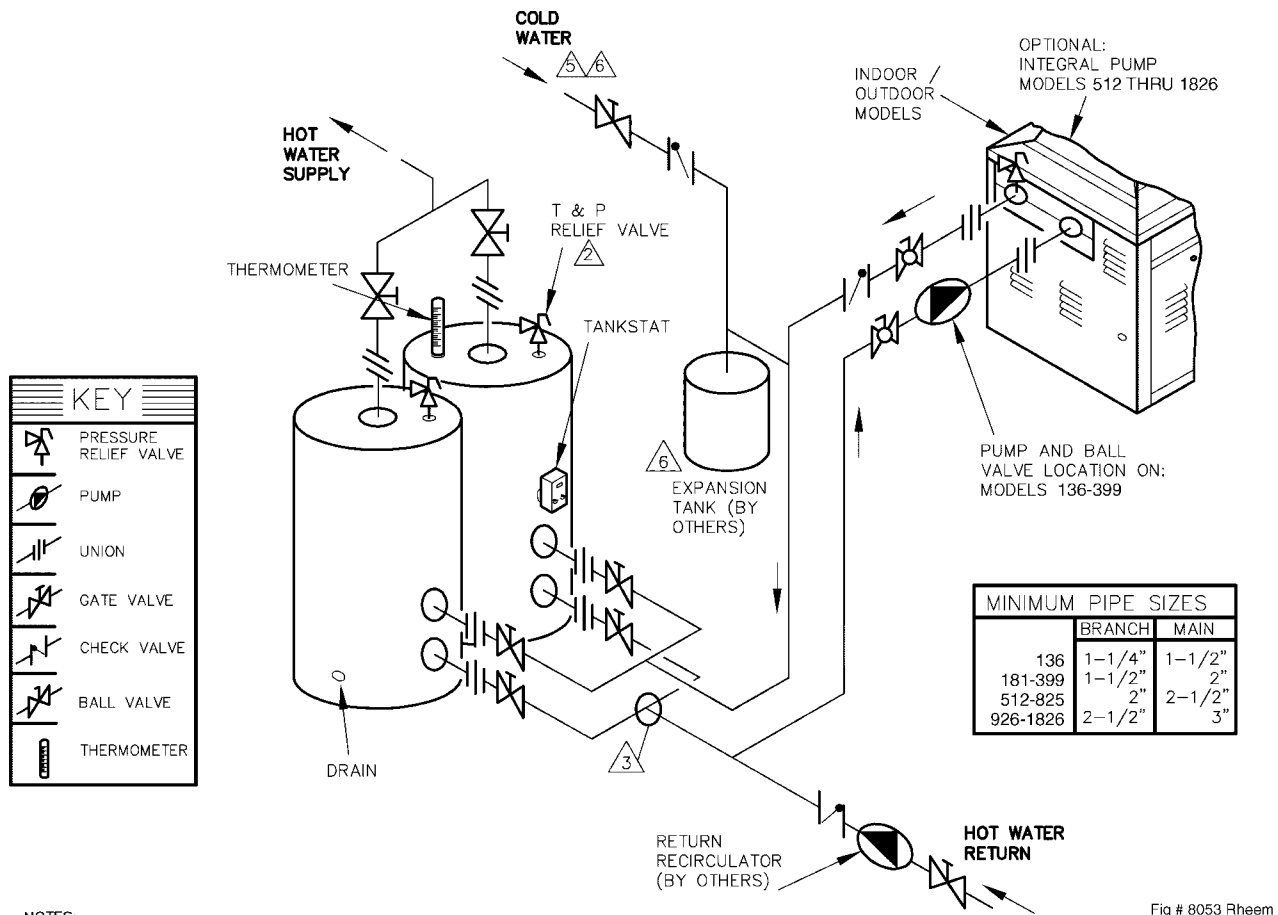 COLD
WATER
5 6
HOT
WATER
SUPPLY
INDOOR /
OUTDOOR
MODELS
OPTIONAL:
INTEGRAL PUMP
MODELS 512 THRU 1826
T & P
RELIEF VALVE
2
THERMOMETER
TANKSTAT
KEY
PRESSURE
RELIEF VALVE
PUMP
UNION
GATE VALVE
CHECK VALVE
BALL VALVE
THERMOMETER
6
EXPANSION
TANK (BY
OTHERS)
PUMP AND BALL
VALVE LOCATION ON:
MODELS 136-399
MINIMUM PIPE SIZES
BRANCH MAIN
136 1-1/4" 1-1/2"
181-399 1-1/2" 2"
512-825 2" 2-1/2"
926-1826 2-1/2" 3"
DRAIN
3
RETURN
RECIRCULATOR
(BY OTHERS)
HOT WATER
RETURN
NOTES:
Fig # 8053 Rheem